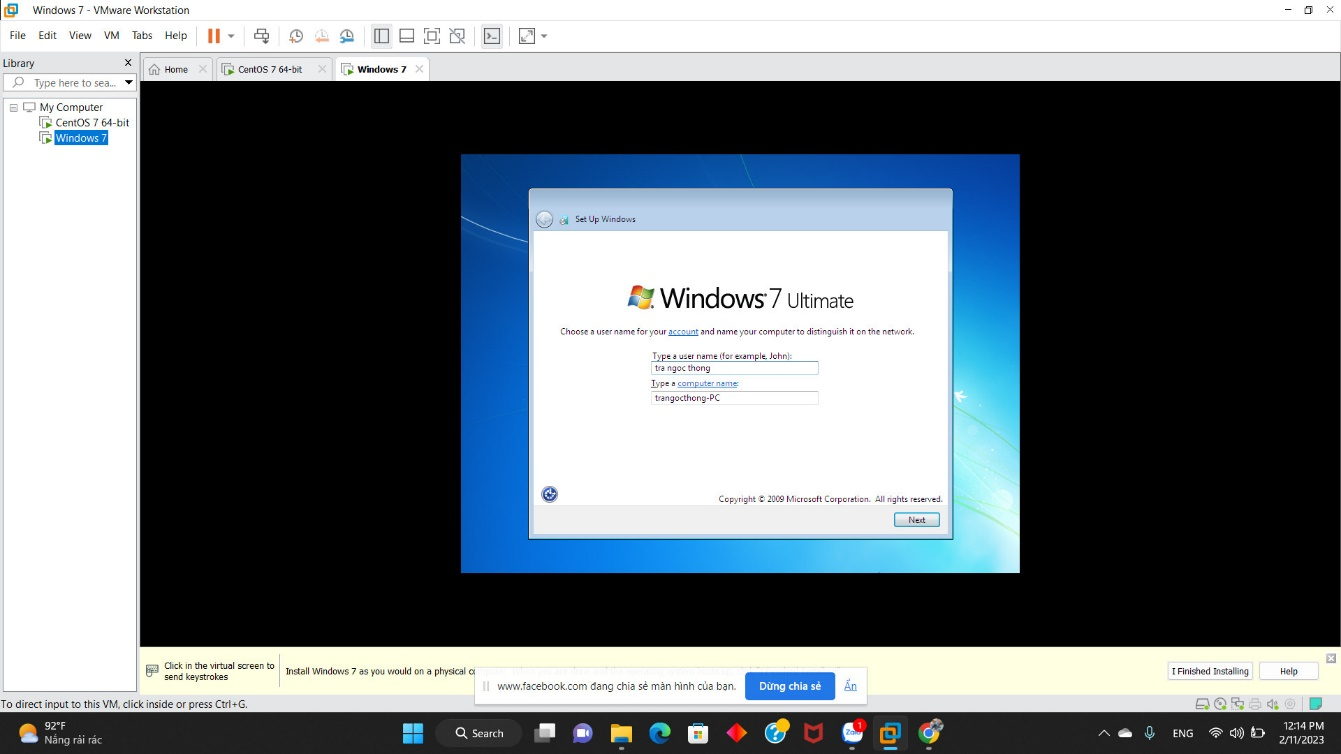 Windows 7 - VMware Workstation
File Edit View VM Tabs Help
Library
Type here to sea...
Home
CentOS 7 64-bit
Windows 7
My Computer
CentOS 7 64-bit
Windows 7
Set Up Windows
Windows 7 Ultimate
Choose a user name for your account and name your computer to distinguish it on the network.
Type a user name (for example, John):
tra ngoc thong
Type a computer name:
trangocthong-PC
Copyright © 2009 Microsoft Corporation. All rights reserved.
Next
Click in the virtual screen to
send keystrokes
Install Windows 7 as you would on a physical
I Finished Installing
Help
www.facebook.com đang chia sẻ màn hình của bạn.
Dừng chia sẻ
Ẩn
To direct input to this VM, click inside or press Ctrl+G.
92°F
Nắng rải rác
Search
Zalo
1
ENG
12:14 PM
2/11/2023